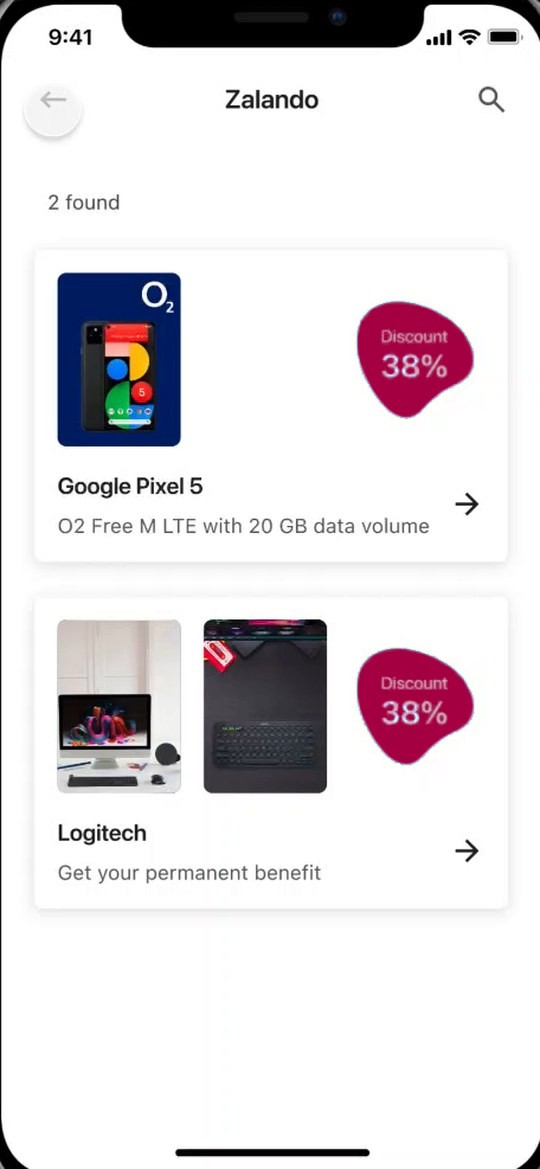 9:41
Zalando
2 found
O2
Discount
38%
5
Google Pixel 5
O2 Free M LTE with 20 GB data volume
Discount
38%
Logitech
Get your permanent benefit